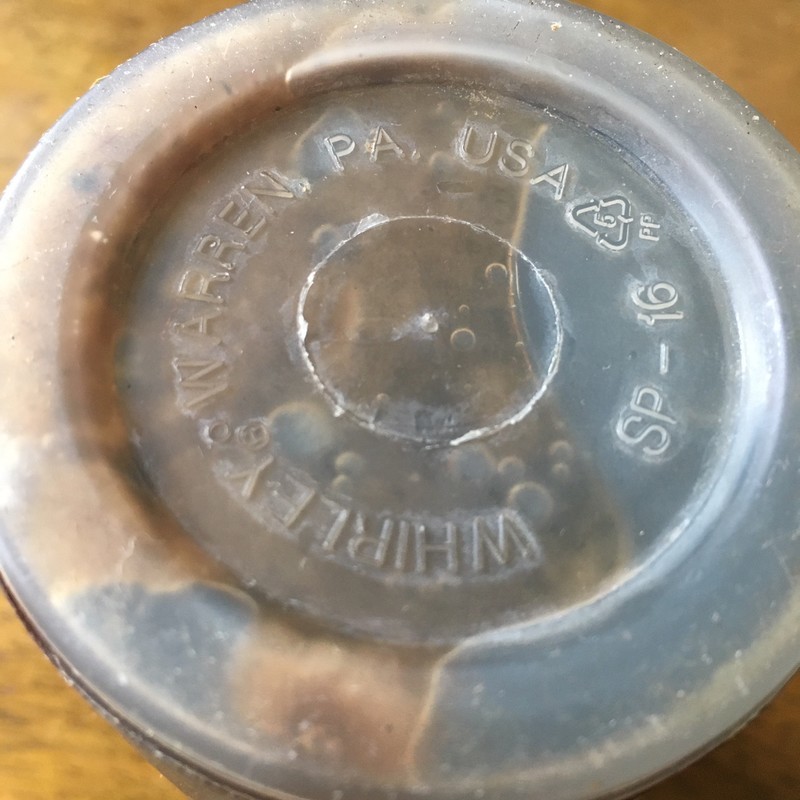 WHIRLEY® WARREN, PA. USA
5
PP
SP-16